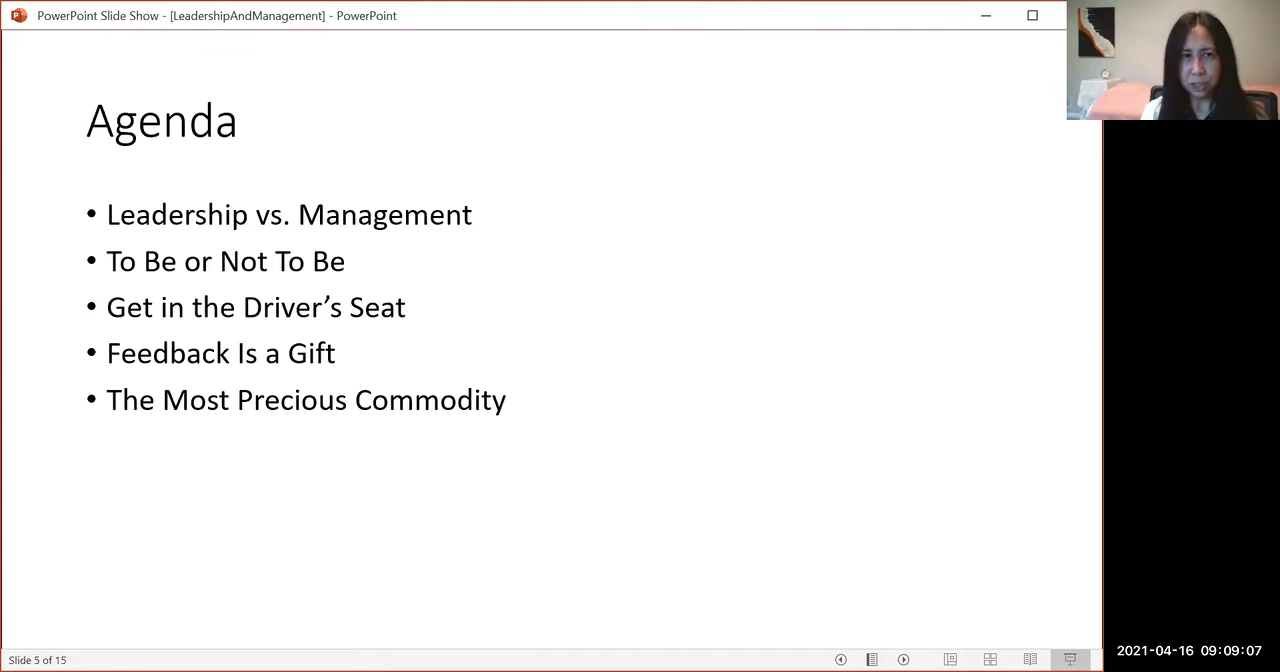 PowerPoint Slide Show - [LeadershipAndManagement] - PowerPoint
Agenda
• Leadership vs. Management
• To Be or Not To Be
• Get in the Driver’s Seat
• Feedback Is a Gift
• The Most Precious Commodity
Slide 5 of 15
2021-04-16 09:09:07